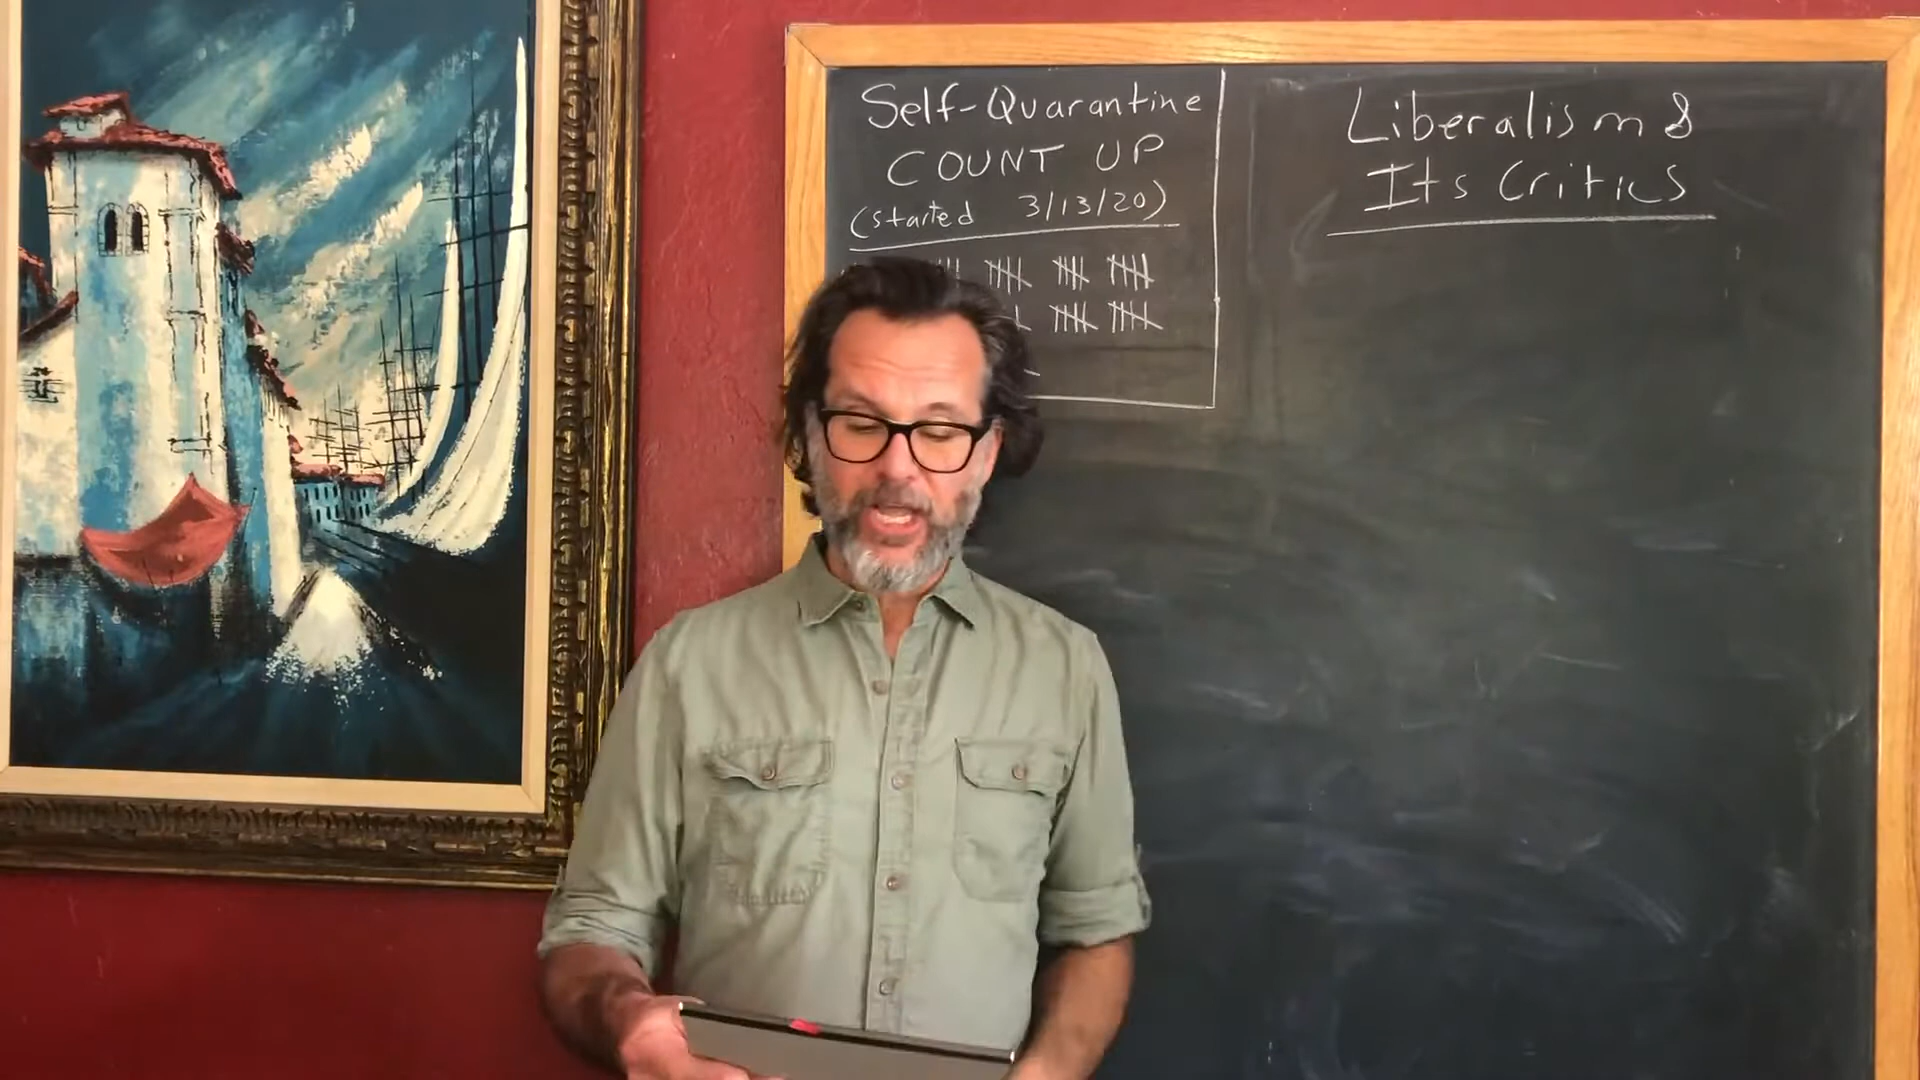 Self-Quarantine
COUNT UP
(started 3/13/20)
Liberalism &
Its Critics